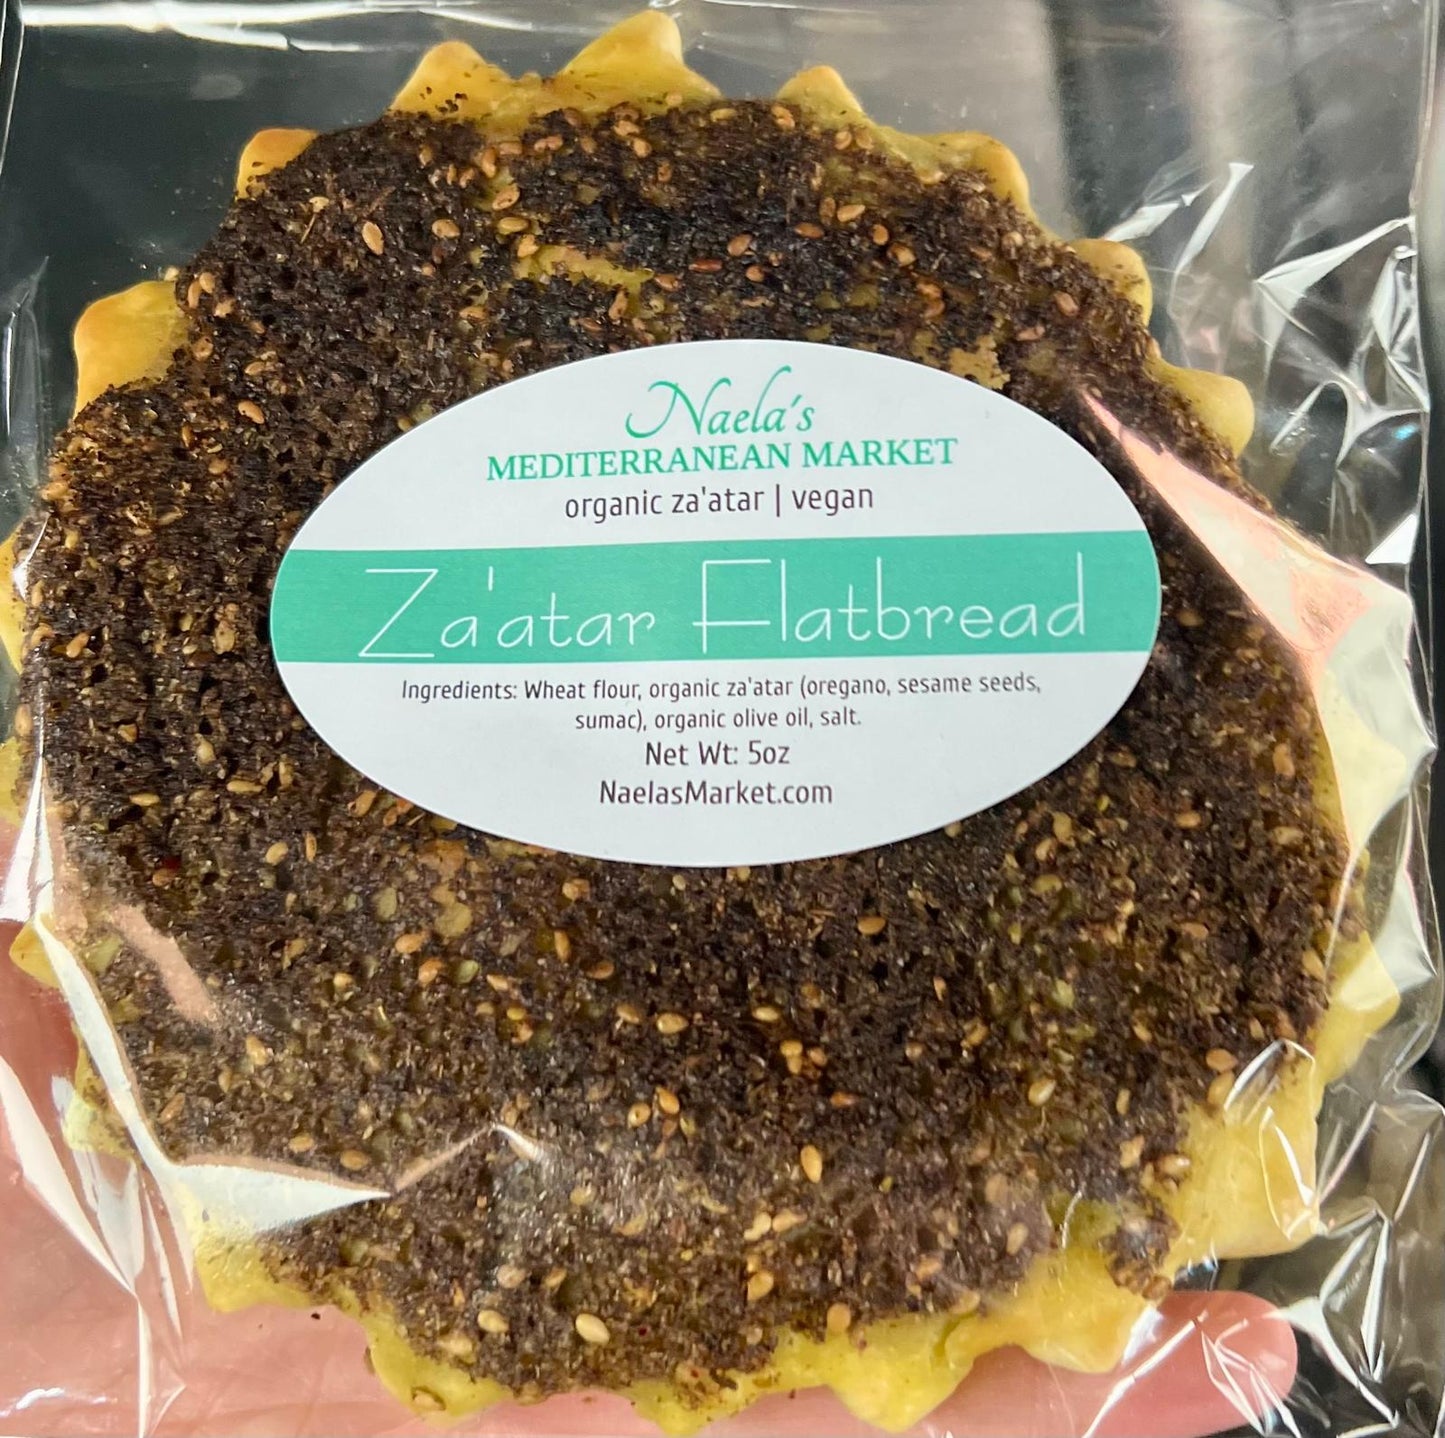 Naela's
MEDITERRANEAN MARKET
organic za'atar | vegan
Za'atar Flatbread
Ingredients: Wheat flour, organic za'atar (oregano, sesame seeds,
sumac), organic olive oil, salt.
Net Wt: 5oz
NaelasMarket.com